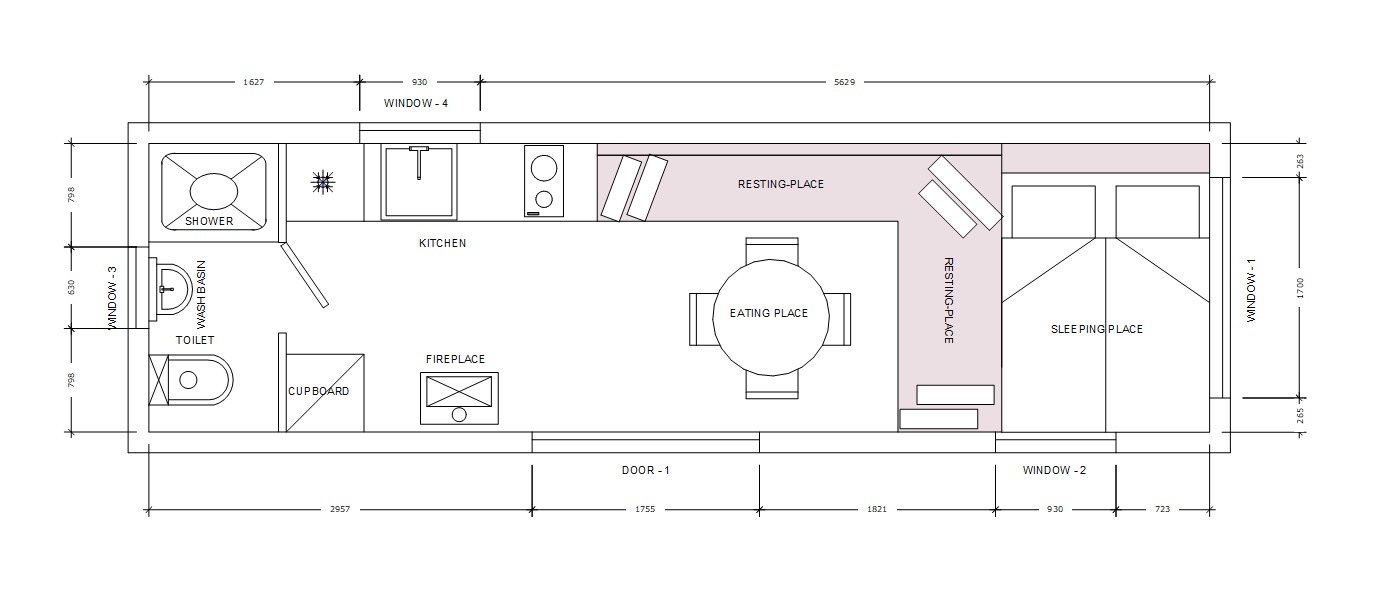 1627
930
5629
WINDOW - 4
263
798
RESTING-PLACE
SHOWER
KITCHEN
WINDOW - 3
630
WASH BASIN
RESTING-PLACE
WINDOW - 1
1700
EATING PLACE
SLEEPING PLACE
TOILET
FIREPLACE
798
CUPBOARD
265
DOOR - 1
WINDOW - 2
2957
1755
1821
930
723